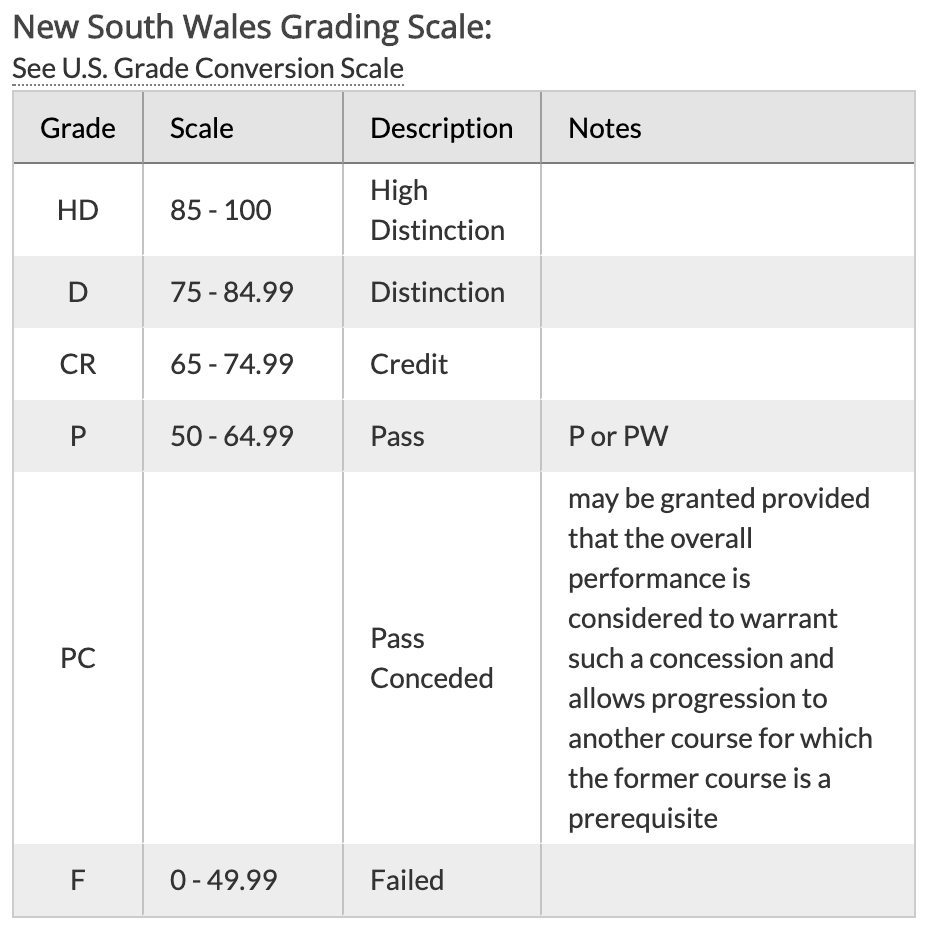 New South Wales Grading Scale:
See U.S. Grade Conversion Scale
Grade Scale Description Notes
HD 85 - 100 High
Distinction
D 75 - 84.99 Distinction
CR 65 - 74.99 Credit
P 50 - 64.99 Pass P or PW
PC
Pass
Conceded
may be granted provided
that the overall
performance is
considered to warrant
such a concession and
allows progression to
another course for which
the former course is a
prerequisite
F 0 - 49.99 Failed